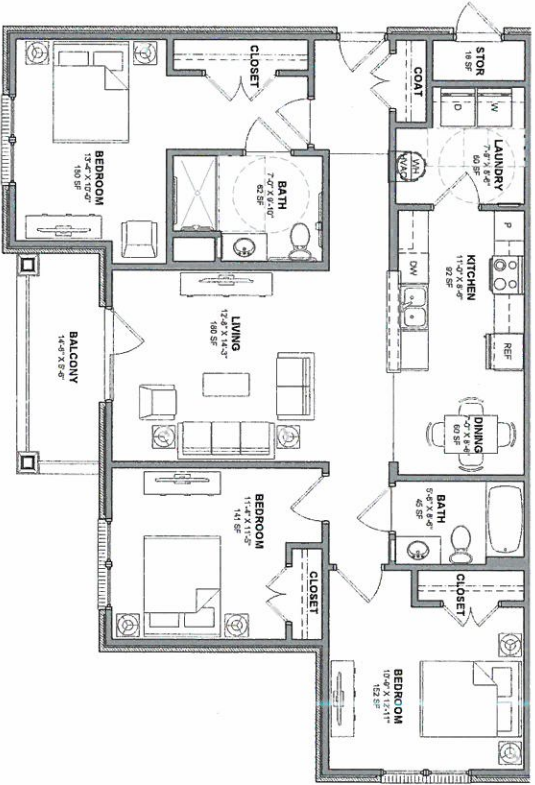 STOR
18 SF
CLOSET
COAT
D
W
LAUNDRY
7'-9" X 8'-6"
60 SF
WH
HVAC
BEDROOM
13'-4" X 10'-0"
180 SF
BATH
7'-0" X 9'-10"
62 SF
P
KITCHEN
11'-0" X 8'-6"
92 SF
DW
REF
LIVING
12'-8" X 14'-3"
180 SF
BALCONY
14'-6" X 6'-6"
DINING
7'-0" X 8'-6"
60 SF
BEDROOM
11'-4" X 11'-5"
141 SF
BATH
5'-6" X 8'-6"
45 SF
CLOSET
CLOSET
BEDROOM
10'-9" X 12'-11"
152 SF